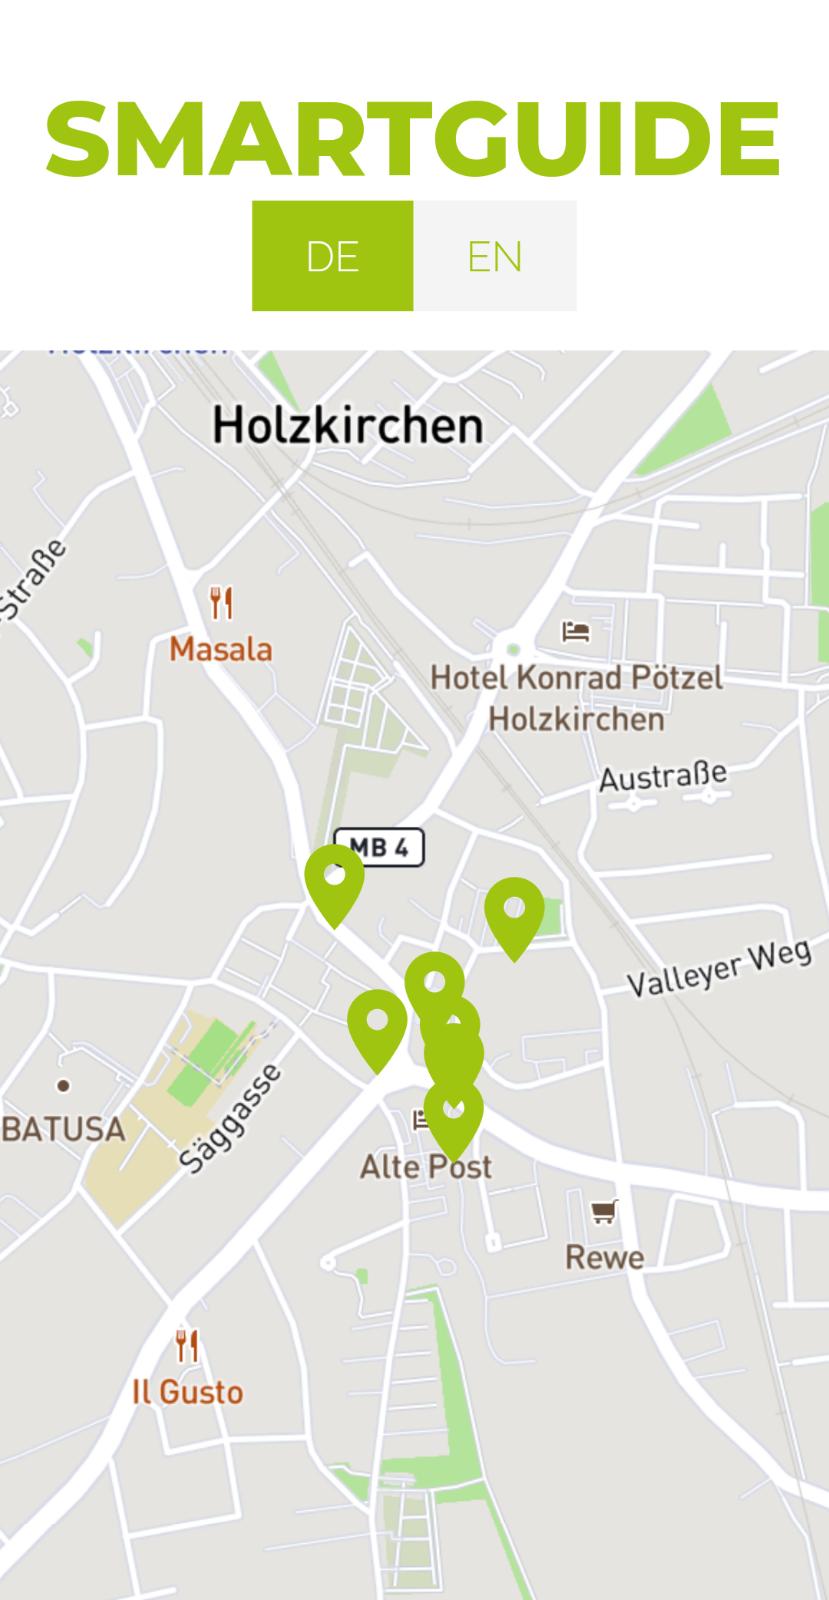 SMARTGUIDE
DE EN
Holzkirchen
Holzkirchen
Straße
Masala
Hotel Konrad Pötzel
Holzkirchen
Austraße
MB 4
Valleyer Weg
BATUSA
Säggasse
Alte Post
Rewe
Il Gusto